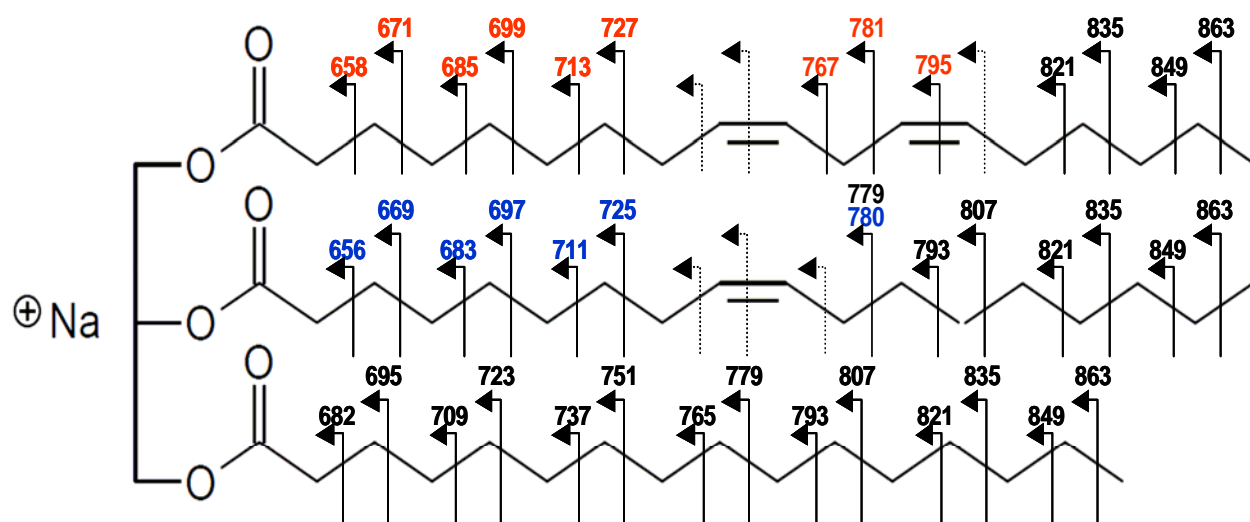 671 699 727 781 835 863
O
658 685 713 767 795 821 849
O
779
O
669 697 725 780 807 835 863
656 683 711 793 821 849
⊕ Na
O
O
695 723 751 779 807 835 863
682 709 737 765 793 821 849
O